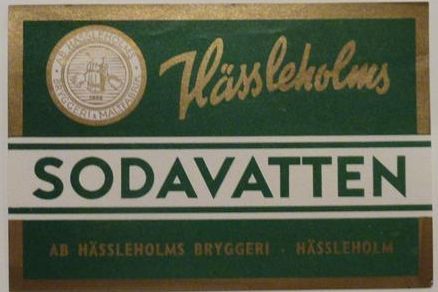 AB HÄSSLEHOLMS
BRYGGERI & MALTFABRIK
Hässleholms
SODAVATTEN
AB HÄSSLEHOLMS BRYGGERI · HÄSSLEHOLM